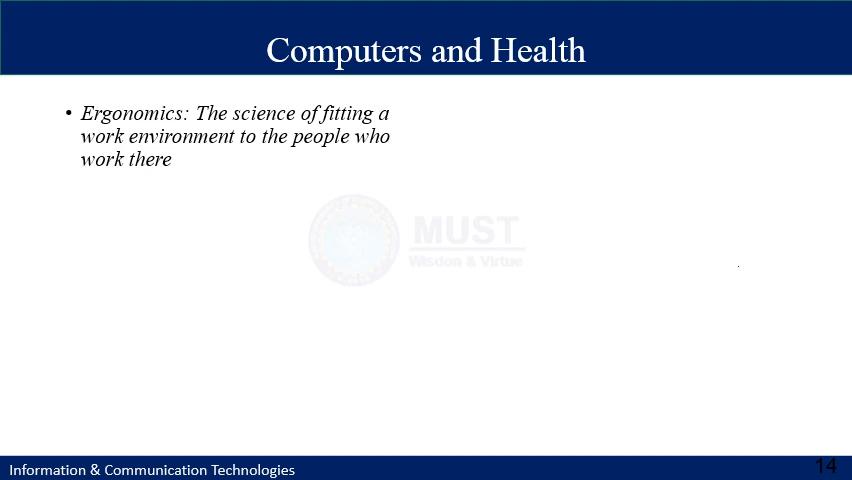 Computers and Health
• Ergonomics: The science of fitting a
work environment to the people who
work there
MUST
Wisdon & Virtue
Information & Communication Technologies
14